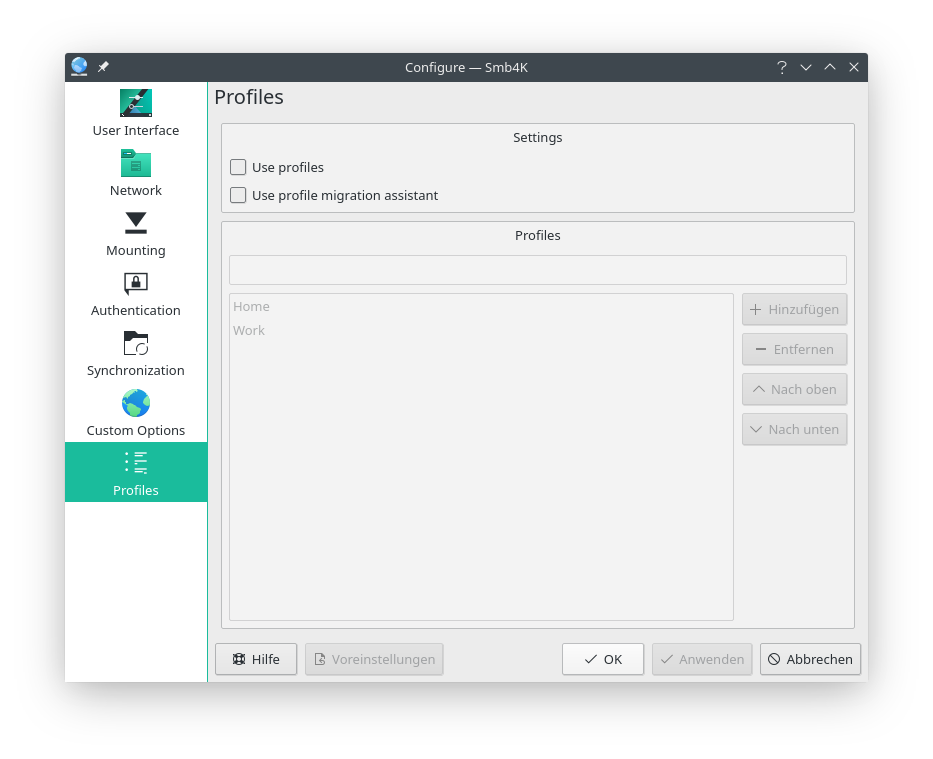 Configure — Smb4K
User Interface
Network
Mounting
Authentication
Synchronization
Custom Options
Profiles
Profiles
Settings
Use profiles
Use profile migration assistant
Profiles
Home
Work
Hinzufügen
Entfernen
Nach oben
Nach unten
Hilfe
Voreinstellungen
OK
Anwenden
Abbrechen